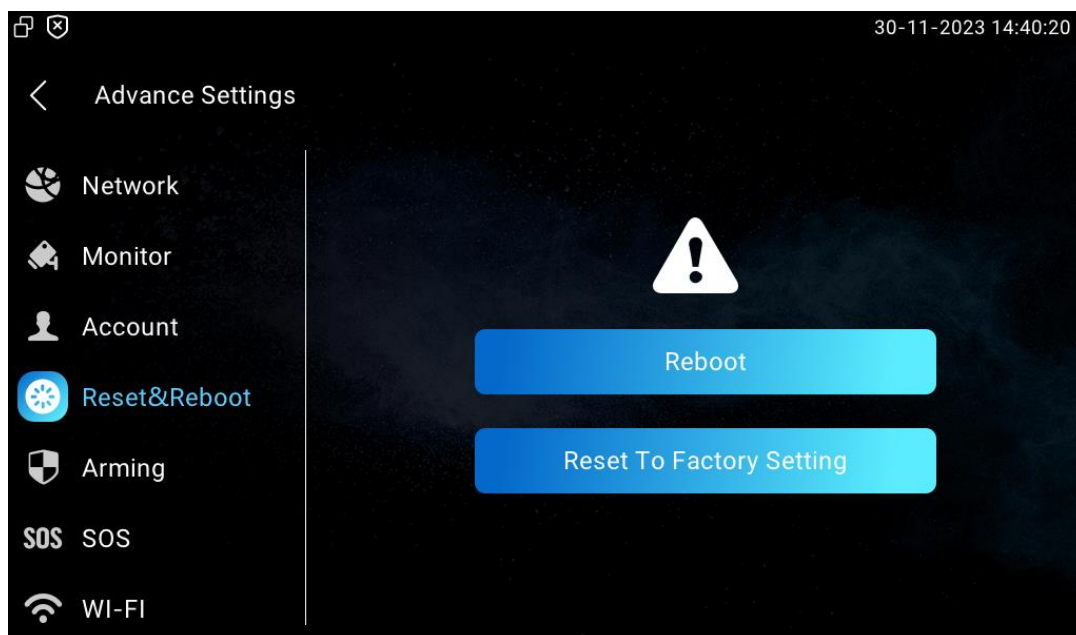 30-11-2023 14:40:20
Advance Settings
Network
Monitor
Account
Reset&Reboot
Arming
SOS SOS
WI-FI
Reboot
Reset To Factory Setting